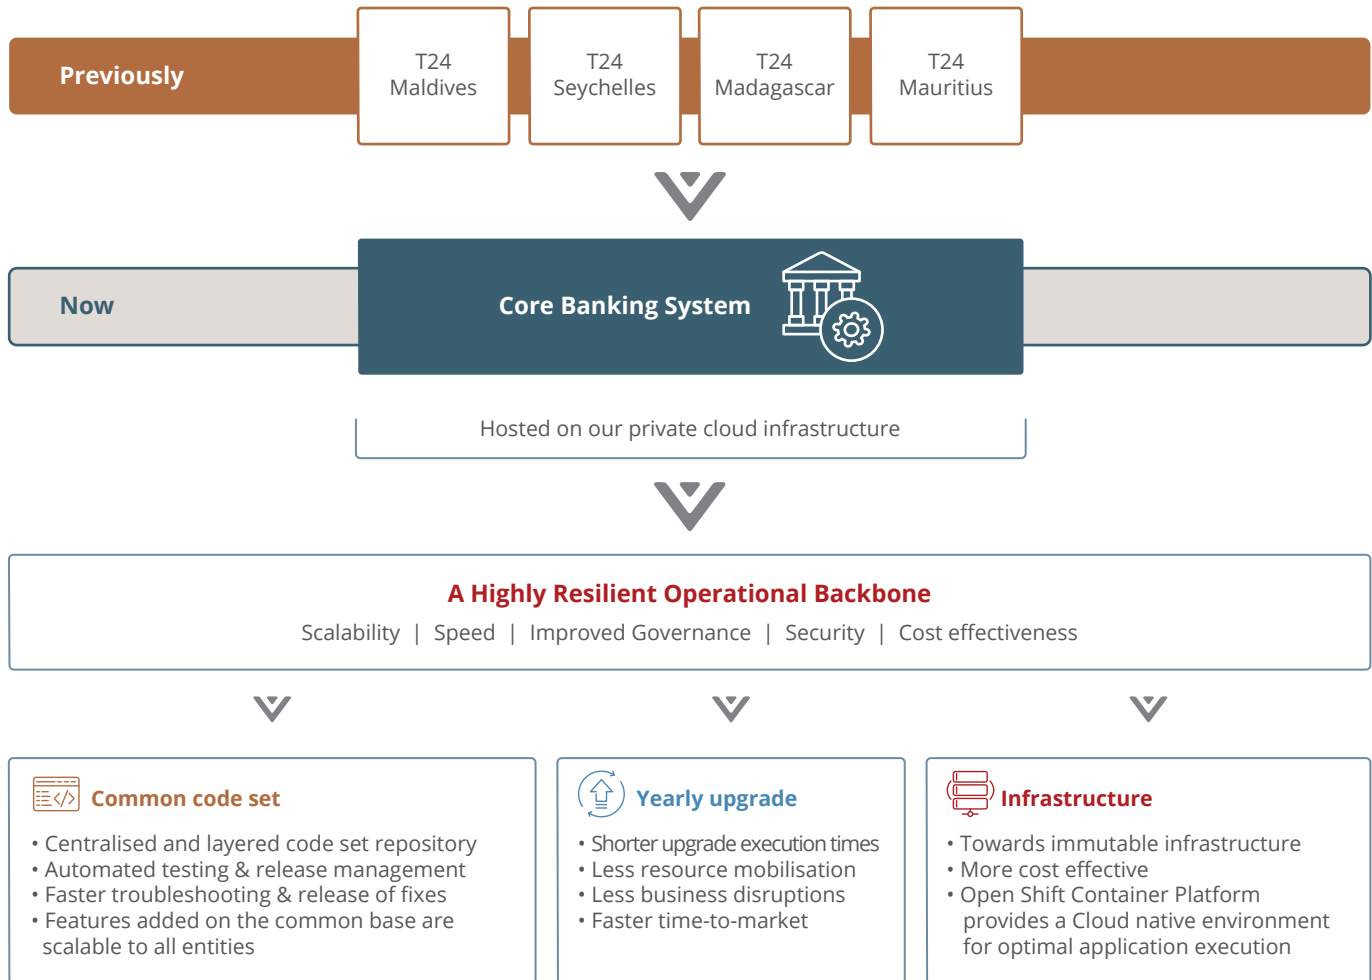 Previously
T24
Maldives
T24
Seychelles
T24
Madagascar
T24
Mauritius
Now
Core Banking System
Hosted on our private cloud infrastructure
A Highly Resilient Operational Backbone
Scalability | Speed | Improved Governance | Security | Cost effectiveness
Common code set
• Centralised and layered code set repository
• Automated testing & release management
• Faster troubleshooting & release of fixes
• Features added on the common base are
scalable to all entities
Yearly upgrade
• Shorter upgrade execution times
• Less resource mobilisation
• Less business disruptions
• Faster time-to-market
Infrastructure
• Towards immutable infrastructure
• More cost effective
• Open Shift Container Platform
provides a Cloud native environment
for optimal application execution